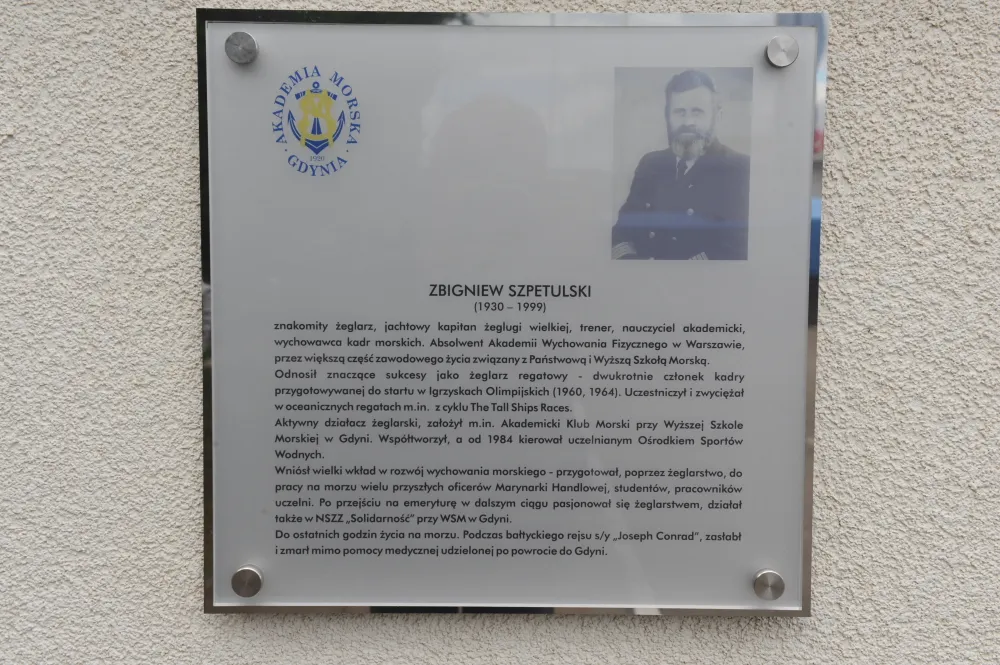 AKADEMIA MORSKA
· GDYNIA ·
1920
ZBIGNIEW SZPETULSKI
(1930 – 1999)
znakomity żeglarz, jachtowy kapitan żeglugi wielkiej, trener, nauczyciel akademicki,
wychowawca kadr morskich. Absolwent Akademii Wychowania Fizycznego w Warszawie,
przez większą część zawodowego życia związany z Państwową i Wyższą Szkołą Morską.
Odnosił znaczące sukcesy jako żeglarz regatowy - dwukrotnie członek kadry
przygotowywanej do startu w Igrzyskach Olimpijskich (1960, 1964). Uczestniczył i zwyciężał
w oceanicznych regatach m.in. z cyklu The Tall Ships Races.
Aktywny działacz żeglarski, założył m.in. Akademicki Klub Morski przy Wyższej Szkole
Morskiej w Gdyni. Współtworzył, a od 1984 kierował uczelnianym Ośrodkiem Sportów
Wodnych.
Wniósł wielki wkład w rozwój wychowania morskiego - przygotował, poprzez żeglarstwo, do
pracy na morzu wielu przyszłych oficerów Marynarki Handlowej, studentów, pracowników
uczelni. Po przejściu na emeryturę w dalszym ciągu pasjonował się żeglarstwem, działał
także w NSZZ „Solidarność” przy WSM w Gdyni.
Do ostatnich godzin życia na morzu. Podczas bałtyckiego rejsu s/y „Joseph Conrad”, zasłabł
i zmarł mimo pomocy medycznej udzielonej po powrocie do Gdyni.